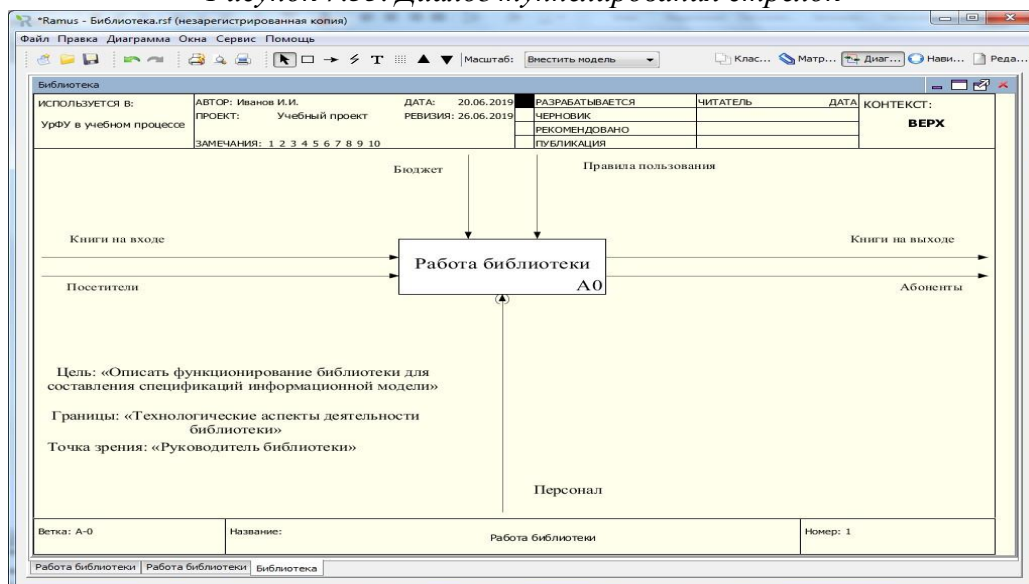 Рисунок 7.35. Диалог туннелирования стрелок
*Ramus - Библиотека.rsf (незарегистрированная копия)
Файл Правка Диаграмма Окна Сервис Помощь
Масштаб: Вместить модель Клас... Матр... Диаг... Нави... Реда...
Библиотека
ИСПОЛЬЗУЕТСЯ В:
УрФУ в учебном процессе
АВТОР: Иванов И.И. ДАТА: 20.06.2019
ПРОЕКТ: Учебный проект РЕВИЗИЯ: 26.06.2019
ЗАМЕЧАНИЯ: 1 2 3 4 5 6 7 8 9 10
РАЗРАБАТЫВАЕТСЯ
ЧЕРНОВИК
РЕКОМЕНДОВАНО
ПУБЛИКАЦИЯ
ЧИТАТЕЛЬ ДАТА
КОНТЕКСТ:
ВЕРХ
Бюджет
Правила пользования
Книги на входе
Книги на выходе
Работа библиотеки
A0
Посетители
Абоненты
Цель: «Описать функционирование библиотеки для
составления спецификаций информационной модели»
Границы: «Технологические аспекты деятельности
библиотеки»
Точка зрения: «Руководитель библиотеки»
Персонал
Ветка: A-0
Название:
Работа библиотеки
Номер: 1
Работа библиотеки Работа библиотеки Библиотека